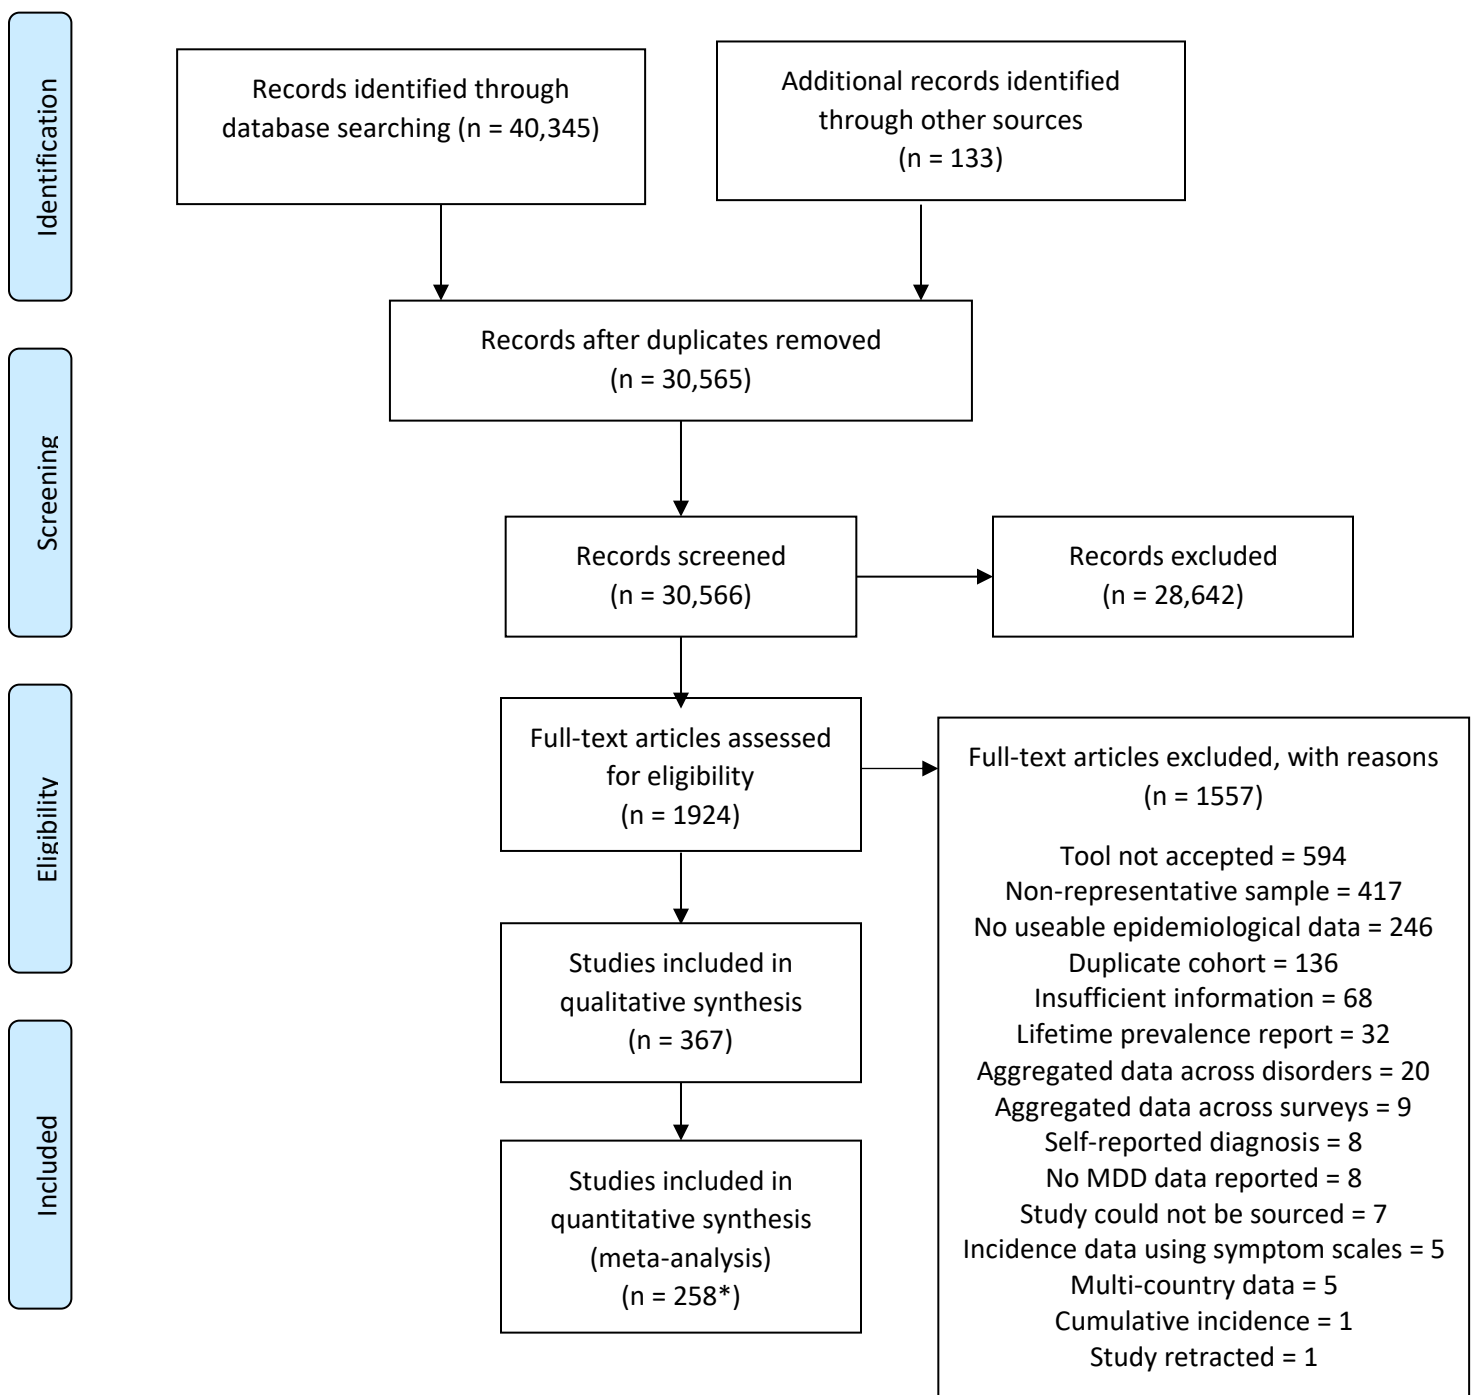 Identification
Records identified through
database searching (n = 40,345)
Additional records identified
through other sources
(n = 133)
Records after duplicates removed
(n = 30,565)
Screening
Records screened
(n = 30,566)
Records excluded
(n = 28,642)
Eligibility
Full-text articles assessed
for eligibility
(n = 1924)
Full-text articles excluded, with reasons
(n = 1557)
Tool not accepted = 594
Non-representative sample = 417
No useable epidemiological data = 246
Duplicate cohort = 136
Insufficient information = 68
Lifetime prevalence report = 32
Aggregated data across disorders = 20
Aggregated data across surveys = 9
Self-reported diagnosis = 8
No MDD data reported = 8
Study could not be sourced = 7
Incidence data using symptom scales = 5
Multi-country data = 5
Cumulative incidence = 1
Study retracted = 1
Studies included in
qualitative synthesis
(n = 367)
Included
Studies included in
quantitative synthesis
(meta-analysis)
(n = 258*)